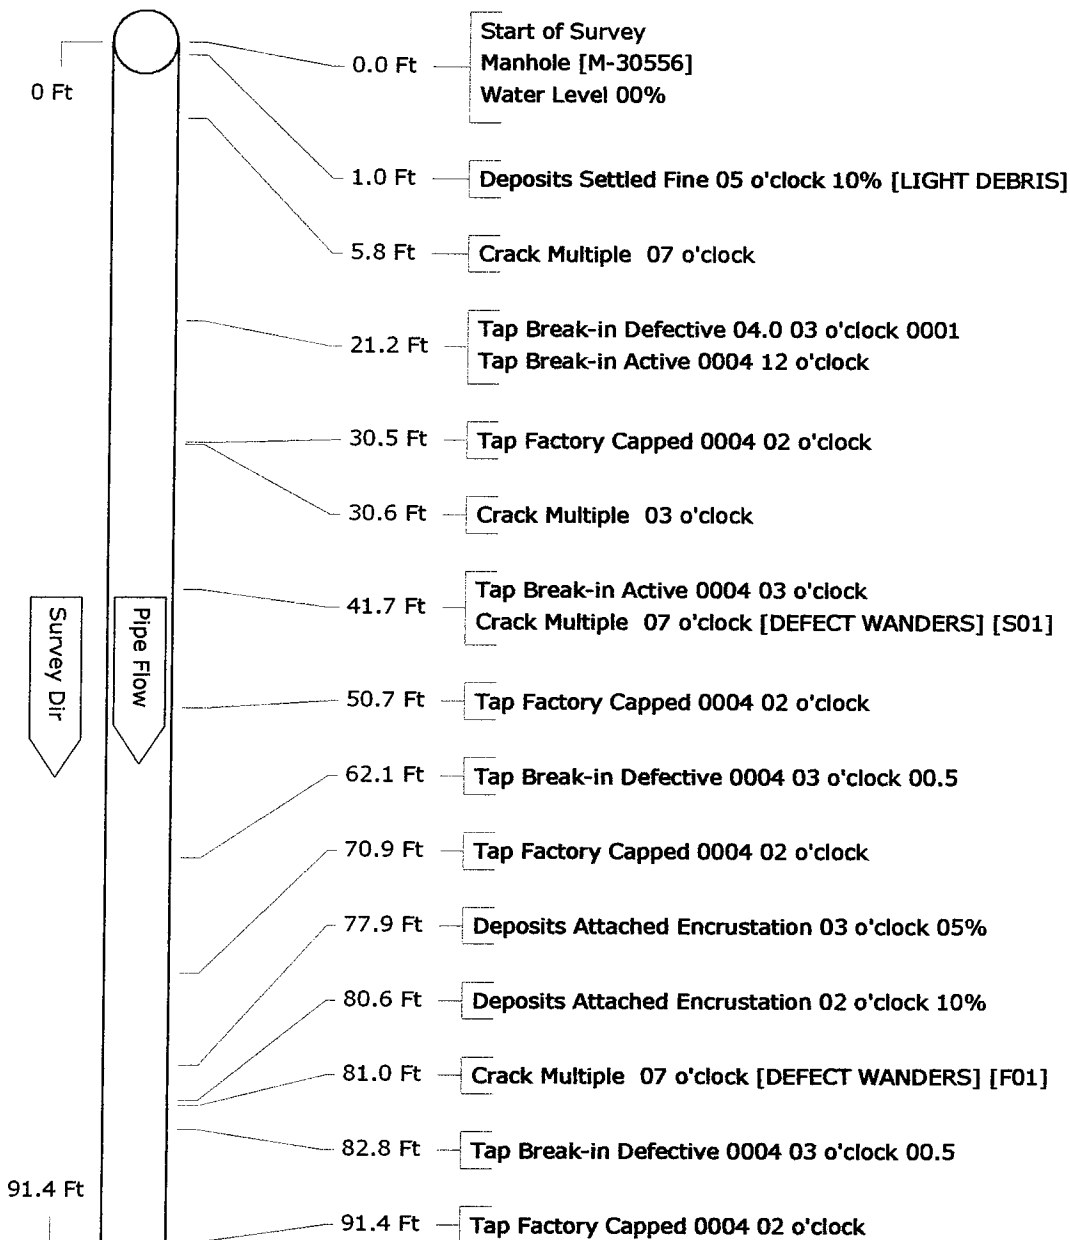 0 Ft
0.0 Ft
Start of Survey
Manhole [M-30556]
Water Level 00%
1.0 Ft
Deposits Settled Fine 05 o'clock 10% [LIGHT DEBRIS]
5.8 Ft
Crack Multiple 07 o'clock
21.2 Ft
Tap Break-in Defective 04.0 03 o'clock 0001
Tap Break-in Active 0004 12 o'clock
30.5 Ft
Tap Factory Capped 0004 02 o'clock
30.6 Ft
Crack Multiple 03 o'clock
Survey Dir
Pipe Flow
41.7 Ft
Tap Break-in Active 0004 03 o'clock
Crack Multiple 07 o'clock [DEFECT WANDERS] [S01]
50.7 Ft
Tap Factory Capped 0004 02 o'clock
62.1 Ft
Tap Break-in Defective 0004 03 o'clock 00.5
70.9 Ft
Tap Factory Capped 0004 02 o'clock
77.9 Ft
Deposits Attached Encrustation 03 o'clock 05%
80.6 Ft
Deposits Attached Encrustation 02 o'clock 10%
81.0 Ft
Crack Multiple 07 o'clock [DEFECT WANDERS] [F01]
82.8 Ft
Tap Break-in Defective 0004 03 o'clock 00.5
91.4 Ft
91.4 Ft
Tap Factory Capped 0004 02 o'clock